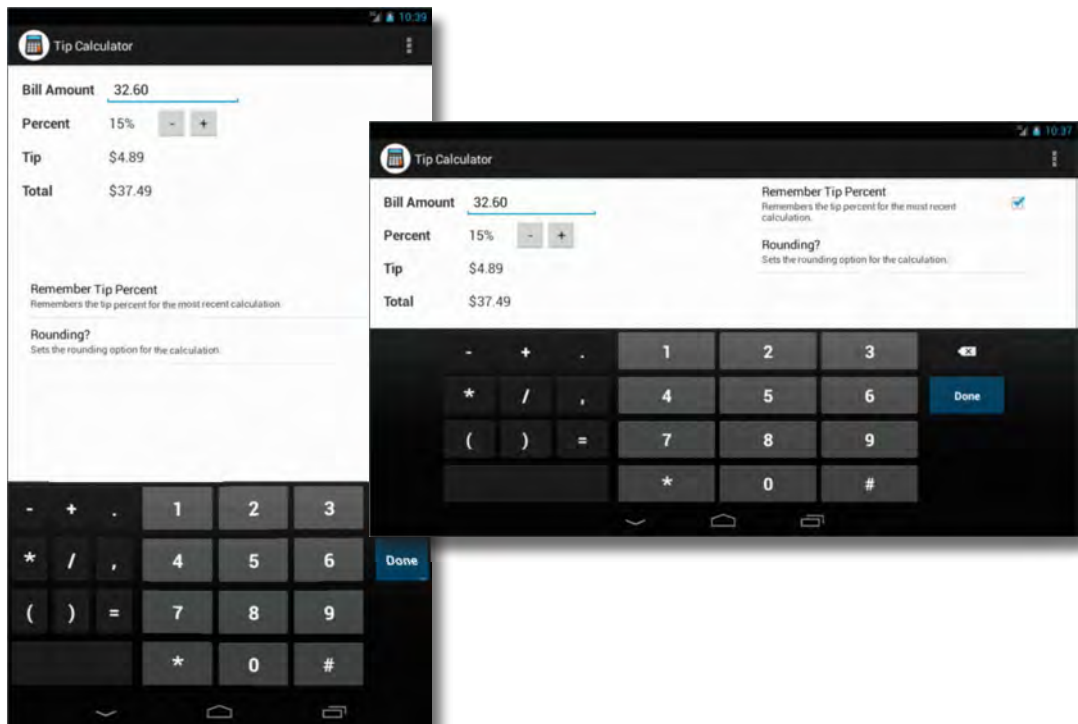 10:39
Tip Calculator
Bill Amount 32.60
Percent 15% - +
Tip $4.89
Total $37.49
Remember Tip Percent
Remembers the tip percent for the most recent calculation.
Rounding?
Sets the rounding option for the calculation.
- + . 1 2 3
* / , 4 5 6 Done
( ) = 7 8 9
* 0 #
10:37
Tip Calculator
Bill Amount 32.60
Percent 15% - +
Tip $4.89
Total $37.49
Remember Tip Percent
Remembers the tip percent for the most recent
calculation.
Rounding?
Sets the rounding option for the calculation.
- + . 1 2 3
* / , 4 5 6 Done
( ) = 7 8 9
* 0 #